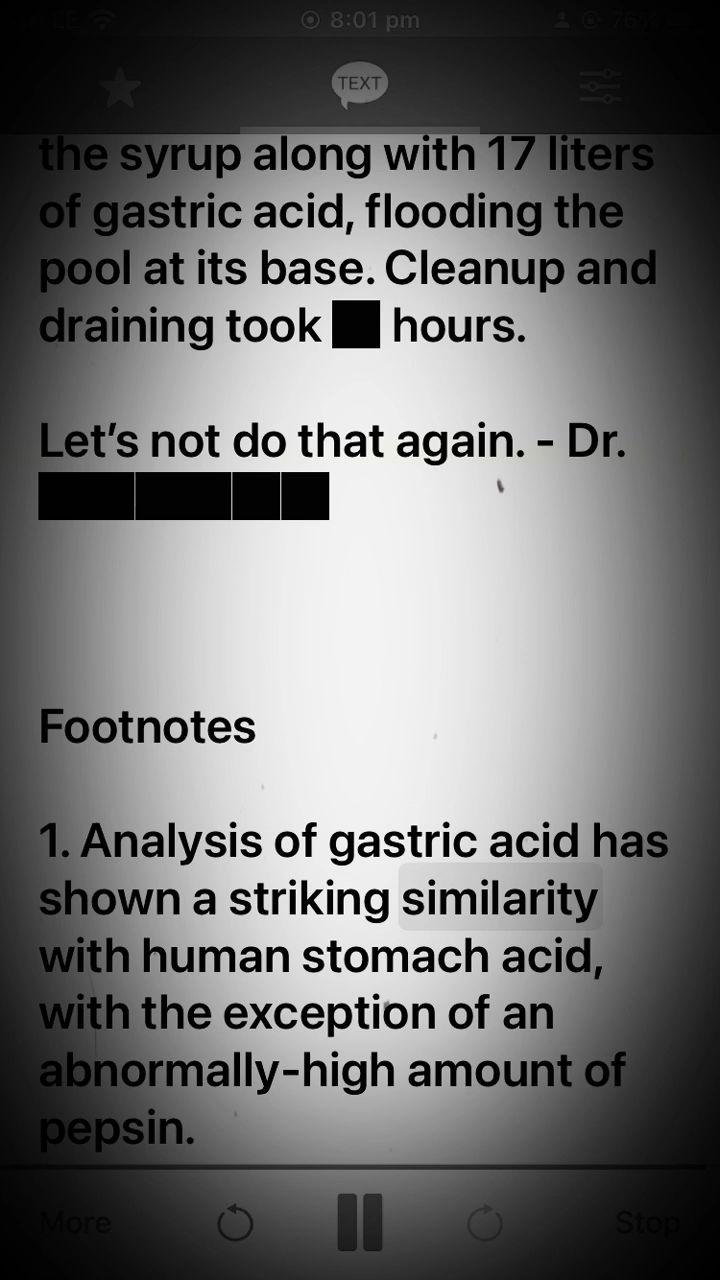 8:01 pm
TEXT
the syrup along with 17 liters
of gastric acid, flooding the
pool at its base. Cleanup and
draining took ■ hours.
Let’s not do that again. - Dr.
■■■■
Footnotes
1. Analysis of gastric acid has
shown a striking similarity
with human stomach acid,
with the exception of an
abnormally-high amount of
pepsin.
More
Stop